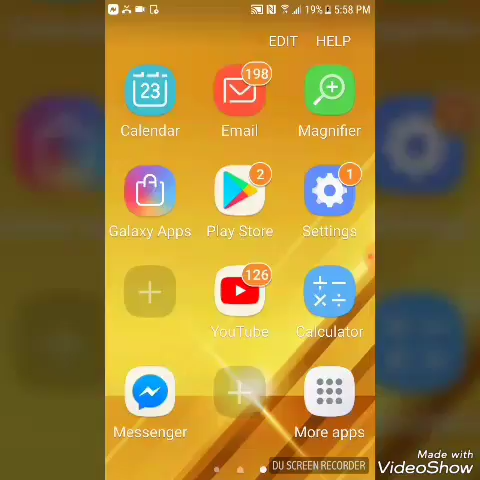 19% 5:58 PM
EDIT HELP
23 198
Calendar Email Magnifier
2 1
Galaxy Apps Play Store Settings
126
YouTube Calculator
Messenger More apps
DU SCREEN RECORDER
Made with
VideoShow